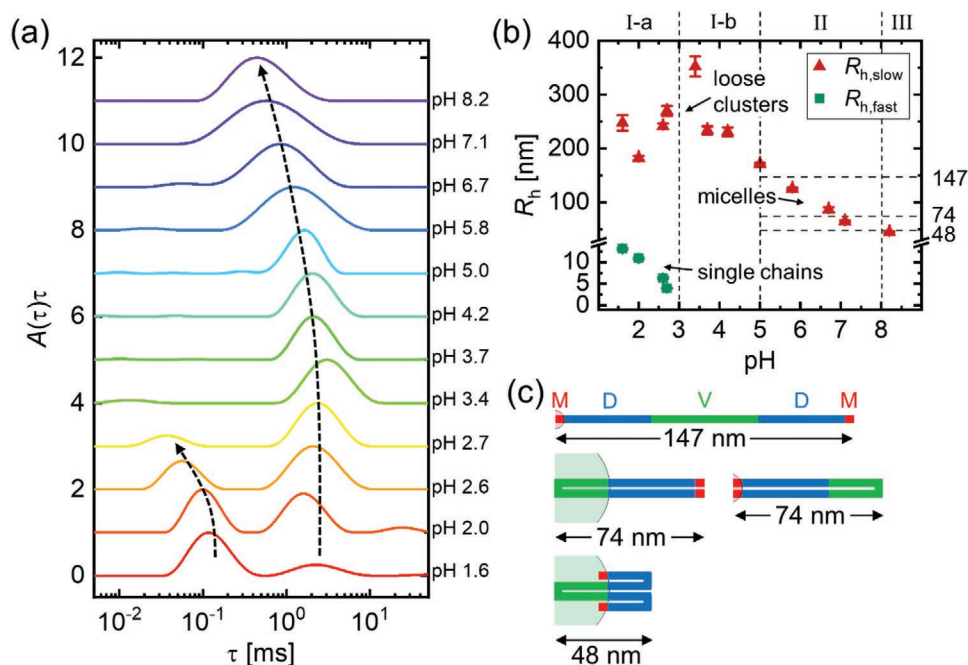 (a)
12
10
8
6
4
2
0
A(τ)τ
pH 8.2
pH 7.1
pH 6.7
pH 5.8
pH 5.0
pH 4.2
pH 3.7
pH 3.4
pH 2.7
pH 2.6
pH 2.0
pH 1.6
10⁻² 10⁻¹ 10⁰ 10¹
τ [ms]
(b)
I-a I-b II III
400
350
300
250
200
150
100
50
10
5
0
Rh [nm]
Rh,slow
Rh,fast
loose
clusters
micelles
single chains
147
74
48
2 3 4 5 6 7 8
pH
(c)
M D V D M
147 nm
74 nm 74 nm
48 nm